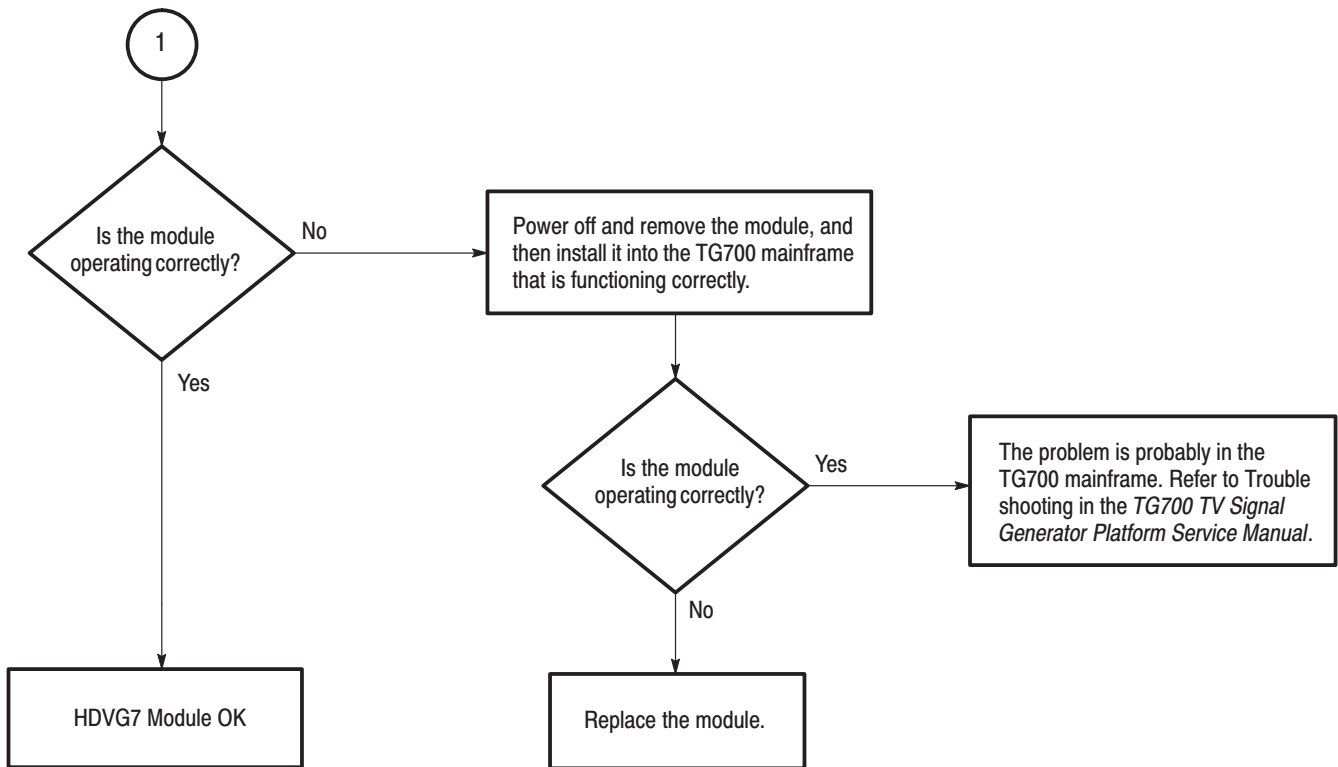 1
Is the module
operating correctly?
No
Yes
Power off and remove the module, and
then install it into the TG700 mainframe
that is functioning correctly.
Is the module
operating correctly?
Yes
No
The problem is probably in the
TG700 mainframe. Refer to Trouble
shooting in the TG700 TV Signal
Generator Platform Service Manual.
HDVG7 Module OK
Replace the module.